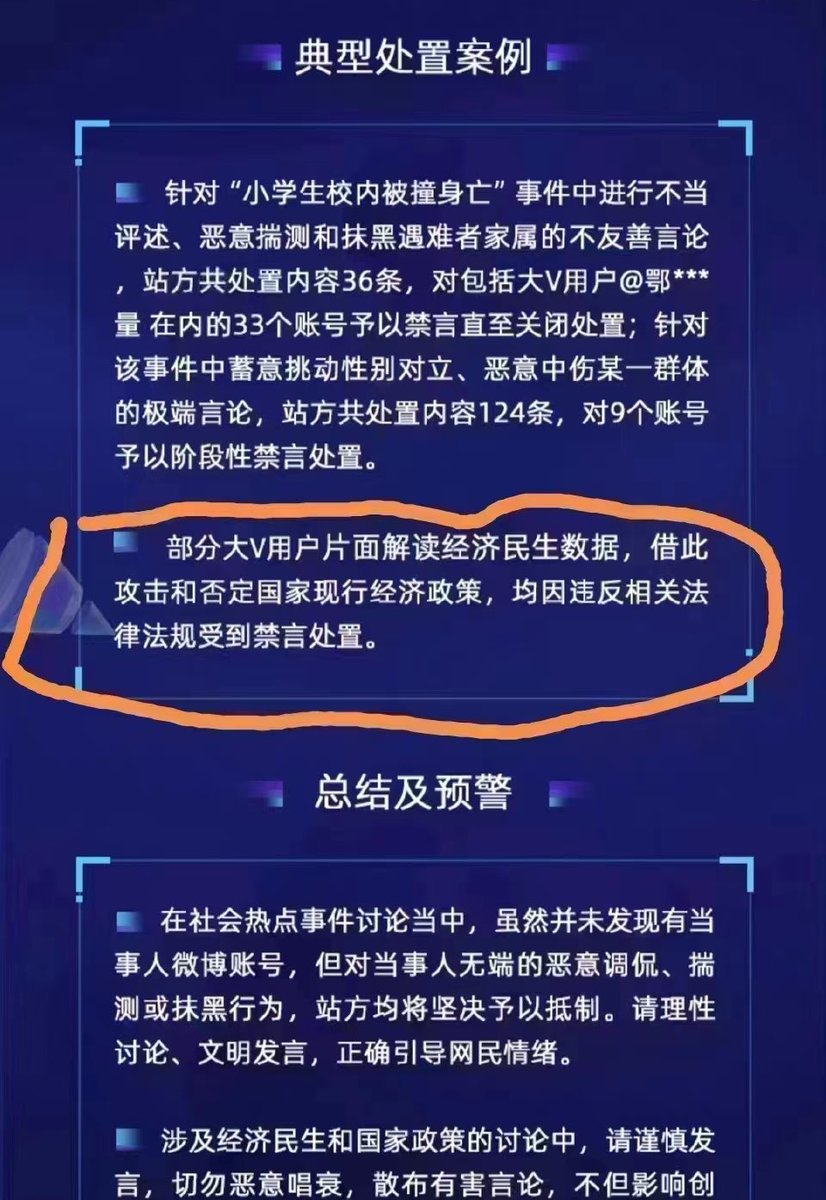 典型处置案例
针对“小学生校内被撞身亡”事件中进行不当
评述、恶意揣测和抹黑遇难者家属的不友善言论
，站方共处置内容36条，对包括大V用户@鄂***
量 在内的33个账号予以禁言直至关闭处置；针对
该事件中蓄意挑动性别对立、恶意中伤某一群体
的极端言论，站方共处置内容124条，对9个账号
予以阶段性禁言处置。
部分大V用户片面解读经济民生数据，借此
攻击和否定国家现行经济政策，均因违反相关法
律法规受到禁言处置。
总结及预警
在社会热点事件讨论当中，虽然并未发现有当
事人微博账号，但对当事人无端的恶意调侃、揣
测或抹黑行为，站方均将坚决予以抵制。请理性
讨论、文明发言，正确引导网民情绪。
涉及经济民生和国家政策的讨论中，请谨慎发
言，切勿恶意唱衰，散布有害言论，不但影响创